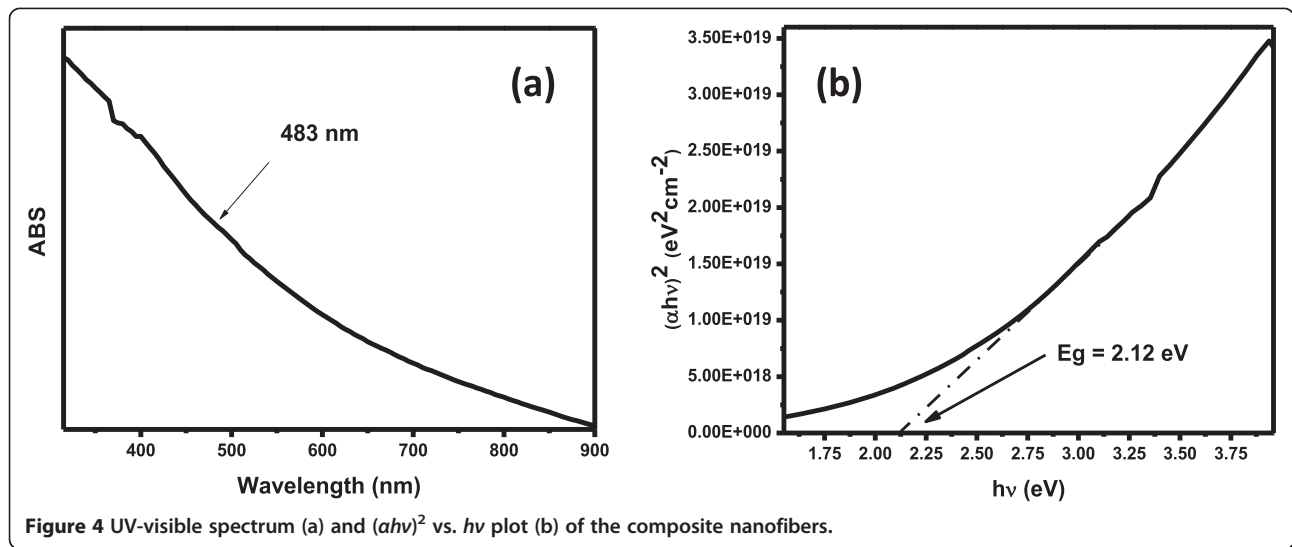 (a)
483 nm
ABS
400 500 600 700 800 900
Wavelength (nm)
(b)
3.50E+019
3.00E+019
2.50E+019
2.00E+019
1.50E+019
1.00E+019
5.00E+018
0.00E+000
(αhν)² (eV²cm⁻²)
Eg = 2.12 eV
1.75 2.00 2.25 2.50 2.75 3.00 3.25 3.50 3.75
hν (eV)
Figure 4 UV-visible spectrum (a) and (αhv)² vs. hv plot (b) of the composite nanofibers.